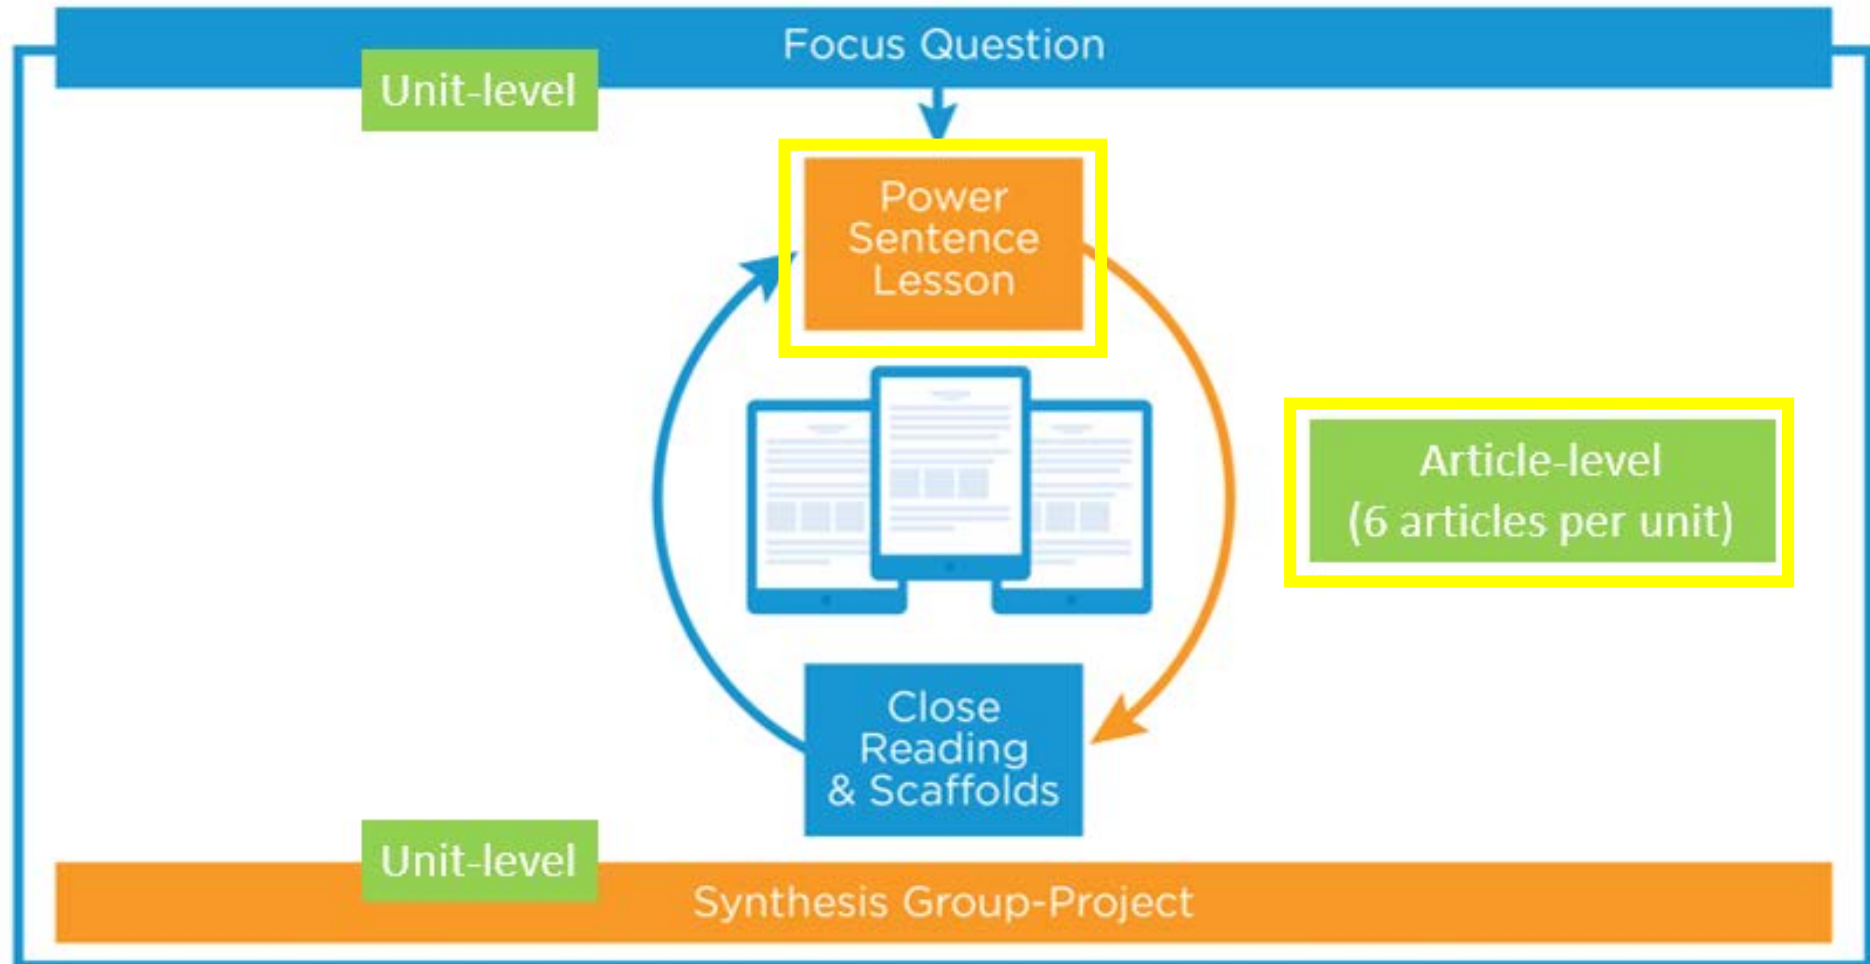 Focus Question
Unit-level
Power
Sentence
Lesson
Article-level
(6 articles per unit)
Close
Reading
& Scaffolds
Unit-level
Synthesis Group-Project